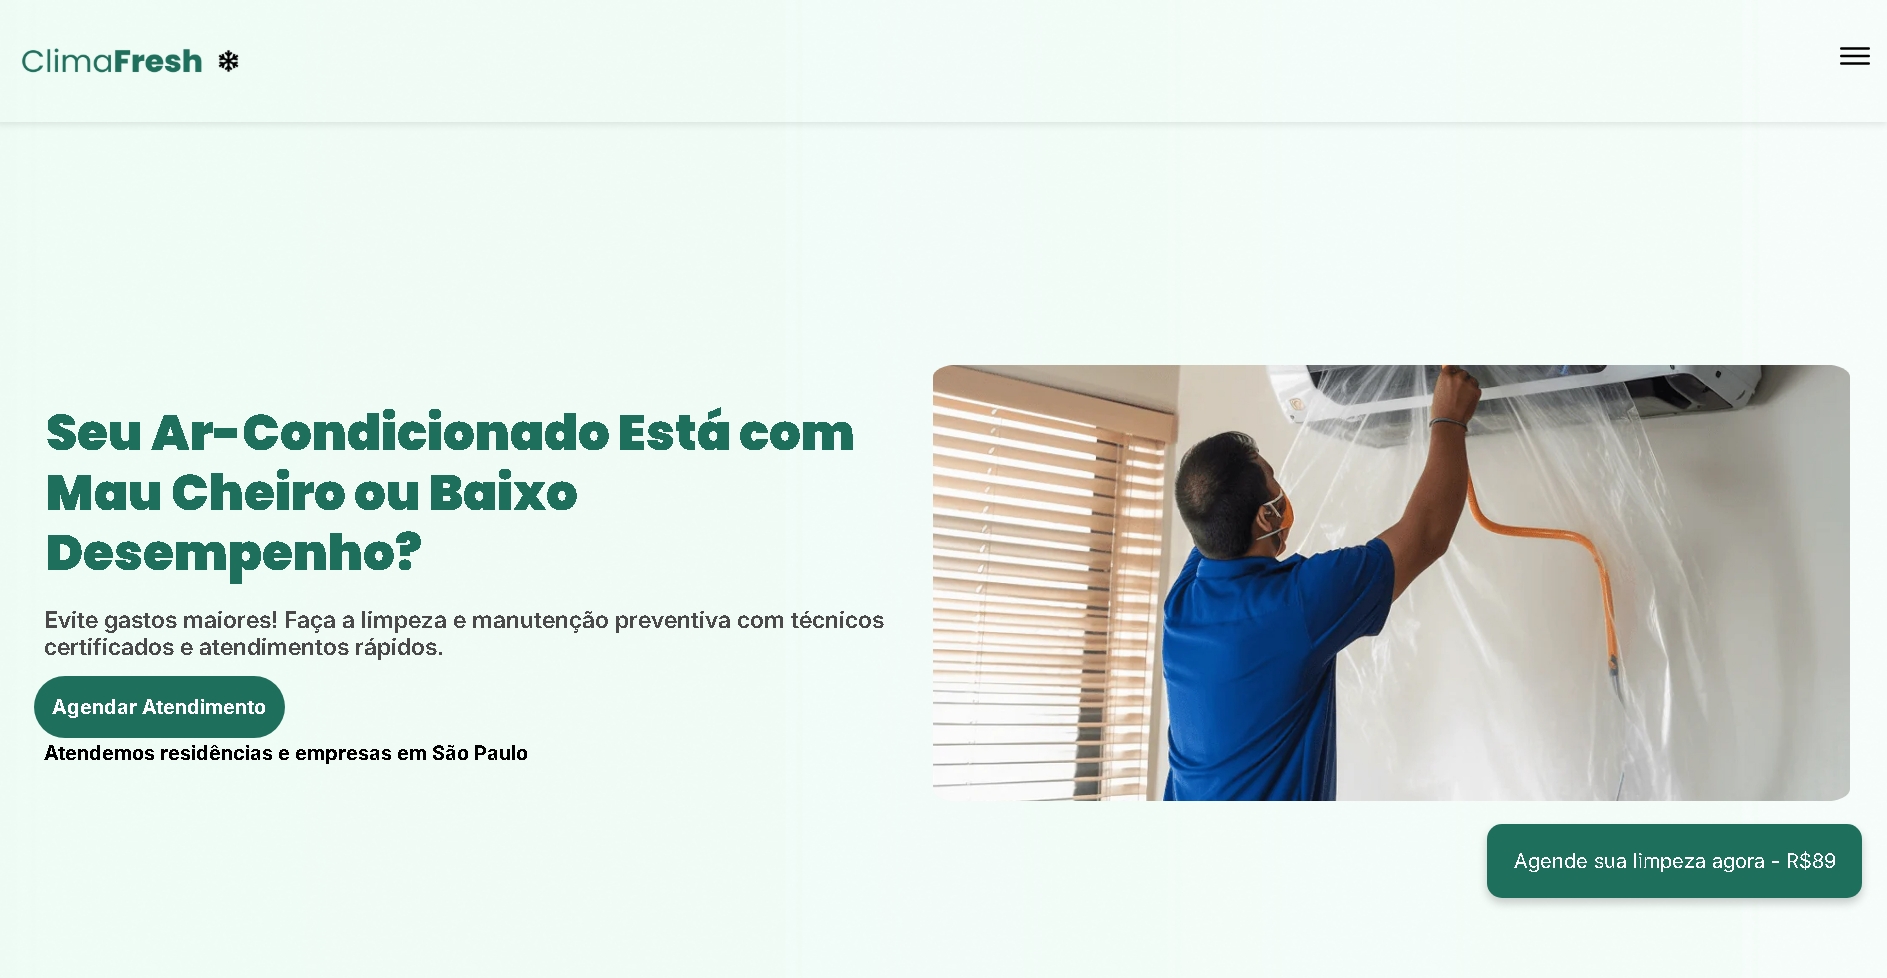 ClimaFresh
Seu Ar-Condicionado Está com
Mau Cheiro ou Baixo
Desempenho?
Evite gastos maiores! Faça a limpeza e manutenção preventiva com técnicos
certificados e atendimentos rápidos.
Agendar Atendimento
Atendemos residências e empresas em São Paulo
Agende sua limpeza agora - R$89